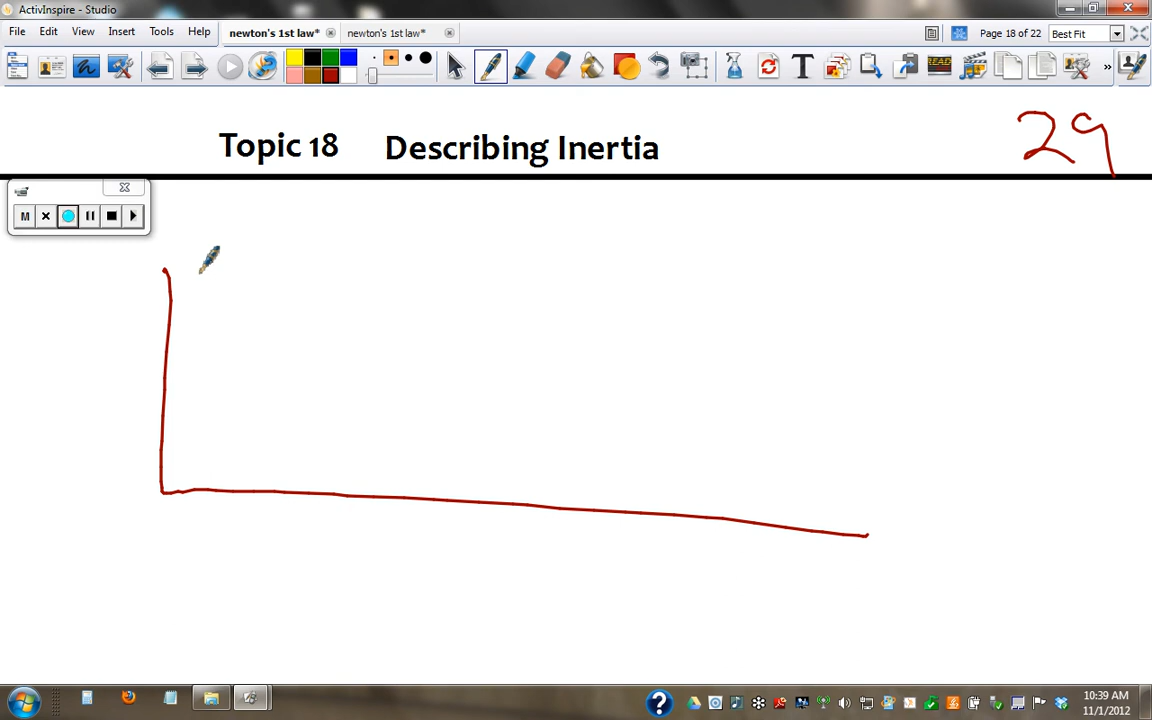 ActivInspire - Studio
File Edit View Insert Tools Help newton's 1st law* newton's 1st law* Page 18 of 22 Best Fit
READ T »
29
Topic 18 Describing Inertia
M
?
10:39 AM
11/1/2012